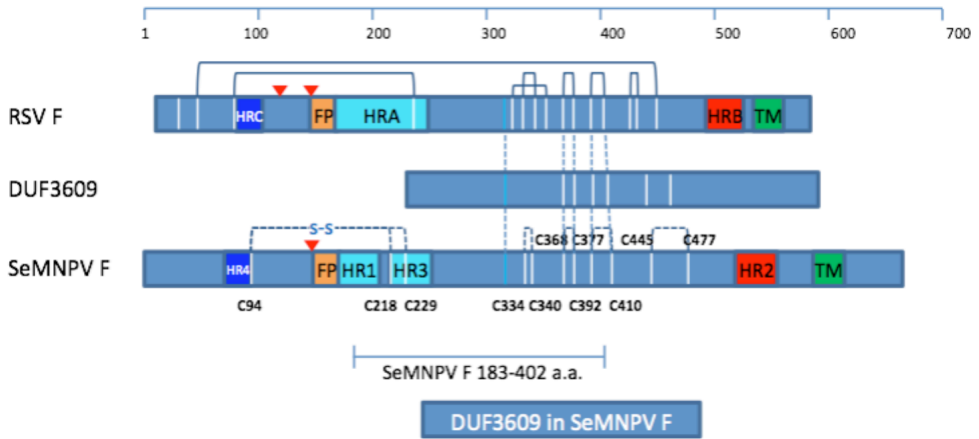 1 100 200 300 400 500 600 700
RSV F HRC FP HRA HRB TM
DUF3609
S-S
C368 C377 C445 C477
SeMNPV F HR4 FP HR1 HR3 HR2 TM
C94 C218 C229 C334 C340 C392 C410
SeMNPV F 183-402 a.a.
DUF3609 in SeMNPV F